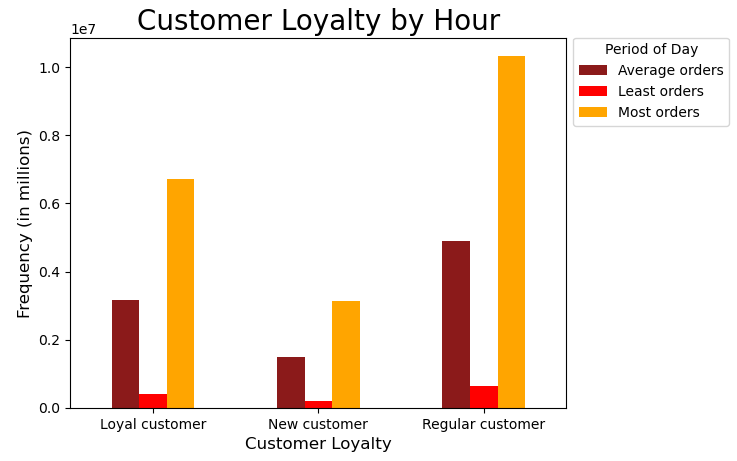 Customer Loyalty by Hour
1e7
Period of Day
Average orders
Least orders
Most orders
Frequency (in millions)
1.0
0.8
0.6
0.4
0.2
0.0
Loyal customer New customer Regular customer
Customer Loyalty